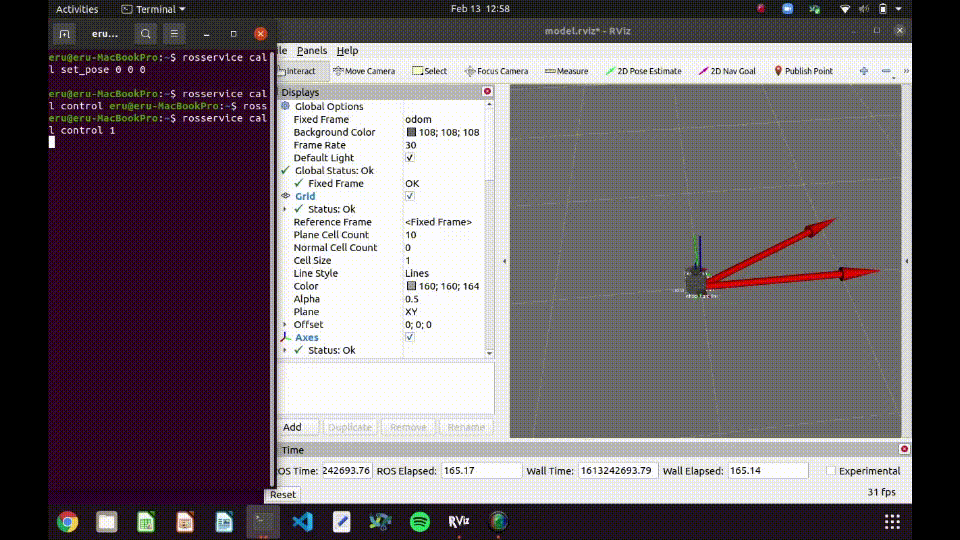 Activities
Terminal
Feb 13 12:58
eru...
model.rviz* - RViz
eru@eru-MacBookPro:~$ rosservice cal
l set_pose 0 0 0
eru@eru-MacBookPro:~$ rosservice cal
l control eru@eru-MacBookPro:~$ ross
eru@eru-MacBookPro:~$ rosservice cal
l control 1
le Panels Help
Interact Move Camera Select Focus Camera Measure 2D Pose Estimate 2D Nav Goal Publish Point
Displays
Global Options
Fixed Frame odom
Background Color 108; 108; 108
Frame Rate 30
Default Light
Global Status: Ok
Fixed Frame OK
Grid
Status: Ok
Reference Frame <Fixed Frame>
Plane Cell Count 10
Normal Cell Count 0
Cell Size 1
Line Style Lines
Color 160; 160; 164
Alpha 0.5
Plane XY
Offset 0; 0; 0
Axes
Status: Ok
Add Duplicate Remove Rename
Time
OS Time: 242693.76 ROS Elapsed: 165.17 Wall Time: 1613242693.79 Wall Elapsed: 165.14 Experimental
Reset
31 fps
RViz